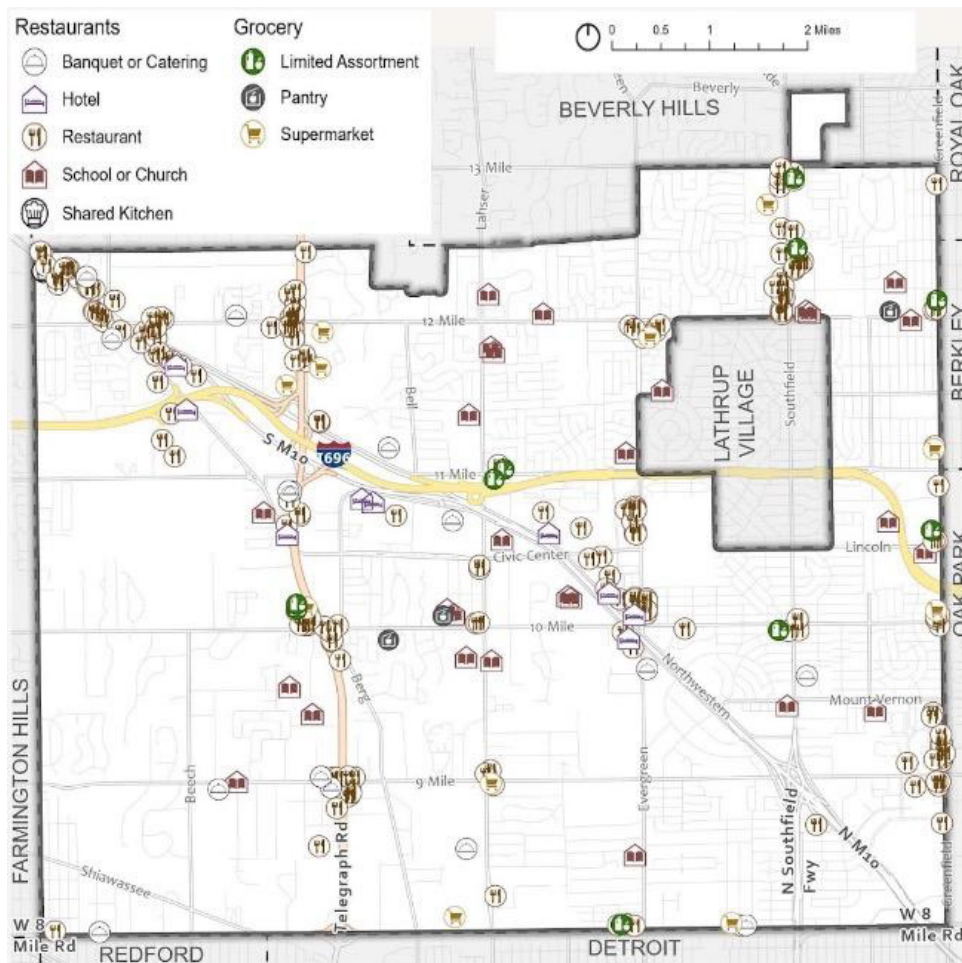 Restaurants
Banquet or Catering
Hotel
Restaurant
School or Church
Shared Kitchen
Grocery
Limited Assortment
Pantry
Supermarket
0 0.5 1 2 Miles
Beverly
BEVERLY HILLS
Greenfield
ROYAL OAK
13 Mile
Lahser
12 Mile
BERKLEY
LATHRUP
VILLAGE
Southfield
Bell
S M10
I696
11 Mile
Civic Center
Lincoln
OAK PARK
10 Mile
Berg
Northwestern
Mount Vernon
FARMINGTON HILLS
Beech
9 Mile
Evergreen
Telegraph Rd
N Southfield
Fwy
N M10
Greenfield
Shiawassee
W 8
Mile Rd
W 8
Mile Rd
REDFORD
DETROIT